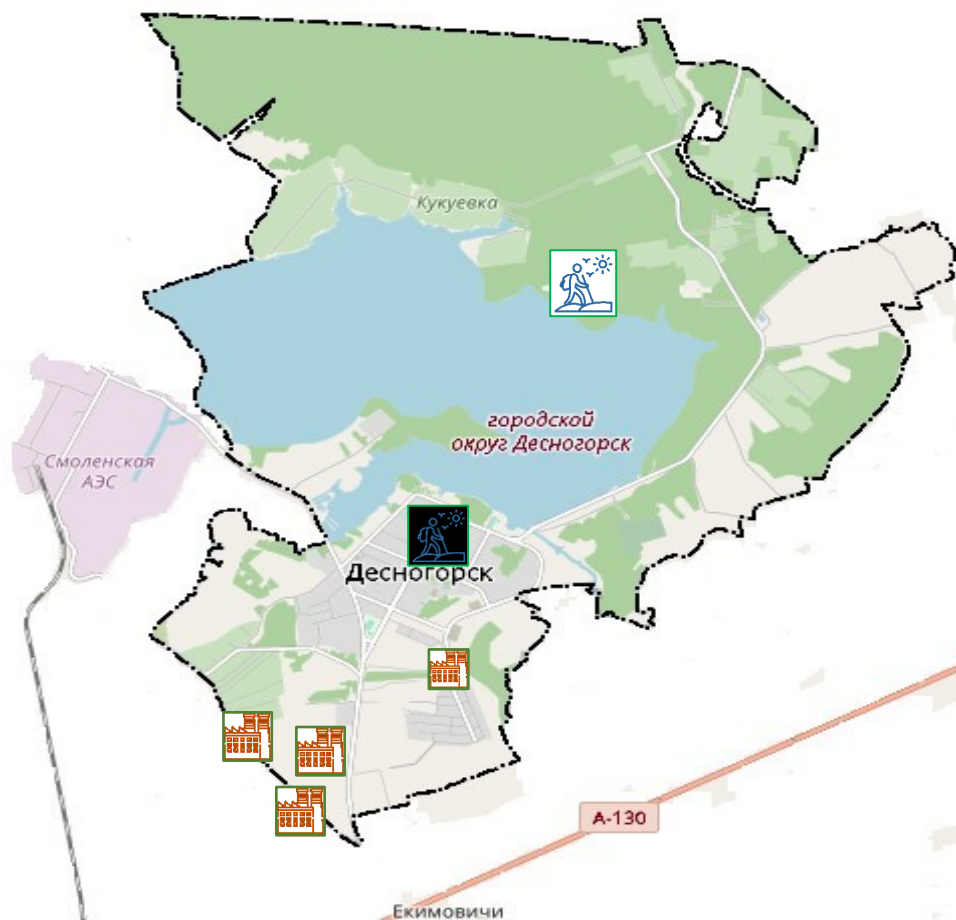 Кукуевка
городской
округ Десногорск
Смоленская
АЭС
Десногорск
А-130
Екимовичи